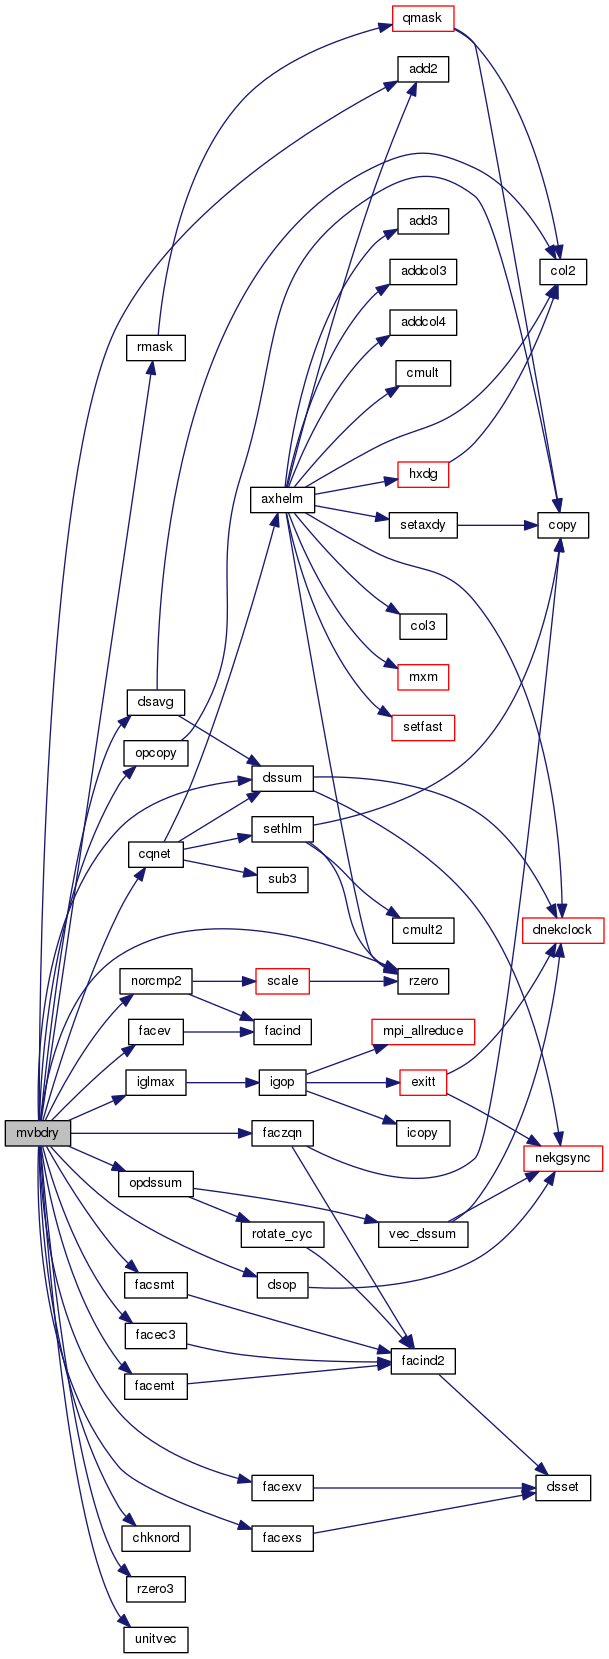 qmask
add2
add3
col2
addcol3
addcol4
rmask
cmult
hxdg
axhelm
setaxdy
copy
col3
mxm
dsavg
setfast
opcopy
dssum
sethlm
cqnet
sub3
cmult2
dnekclock
norcmp2
scale
rzero
facev
facind
mpi_allreduce
iglmax
igop
exitt
mvbdry
faczqn
icopy
nekgsync
opdssum
rotate_cyc
vec_dssum
facsmt
dsop
facec3
facind2
facemt
facexv
dsset
chknord
facexs
rzero3
unitvec